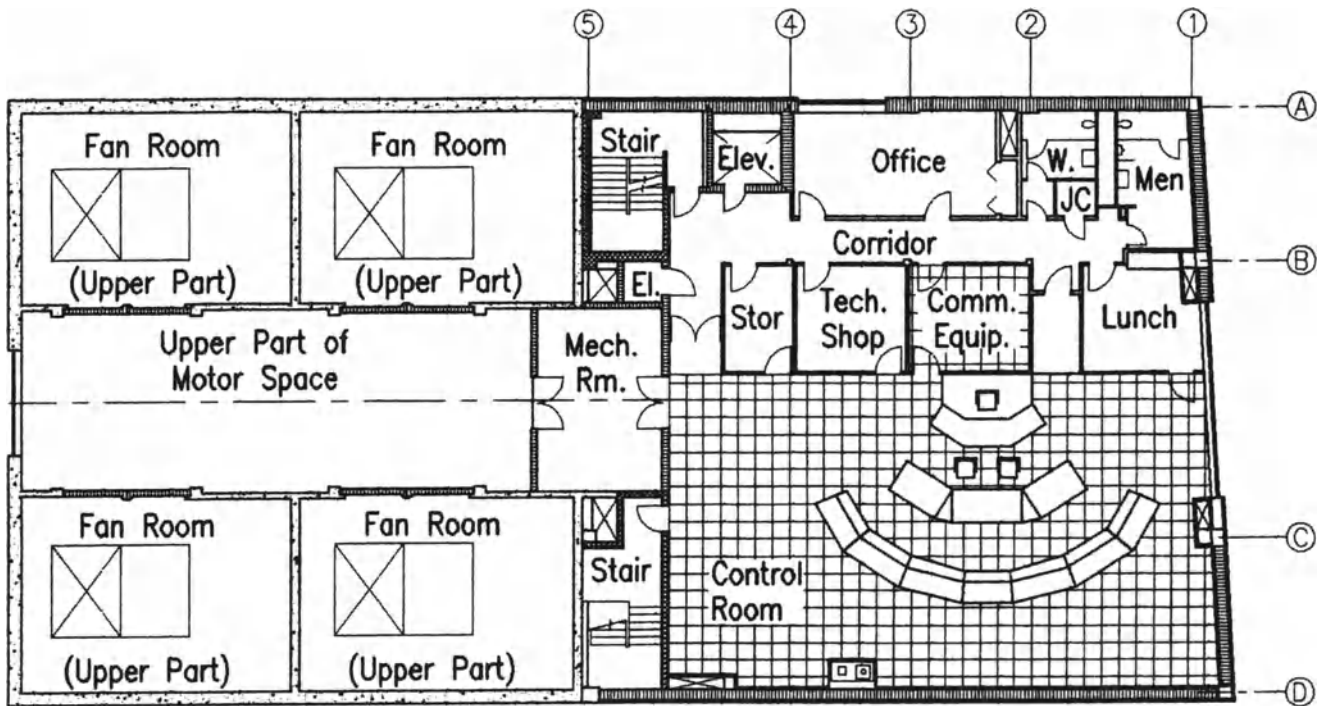 5 4 3 2 1
A
Fan Room
Fan Room
Stair
Elev.
Office
W.
Men
JC
Corridor
B
(Upper Part)
(Upper Part)
El.
Stor
Tech.
Shop
Comm.
Equip.
Lunch
Upper Part of
Motor Space
Mech.
Rm.
Fan Room
Fan Room
C
Stair
Control
Room
(Upper Part)
(Upper Part)
D